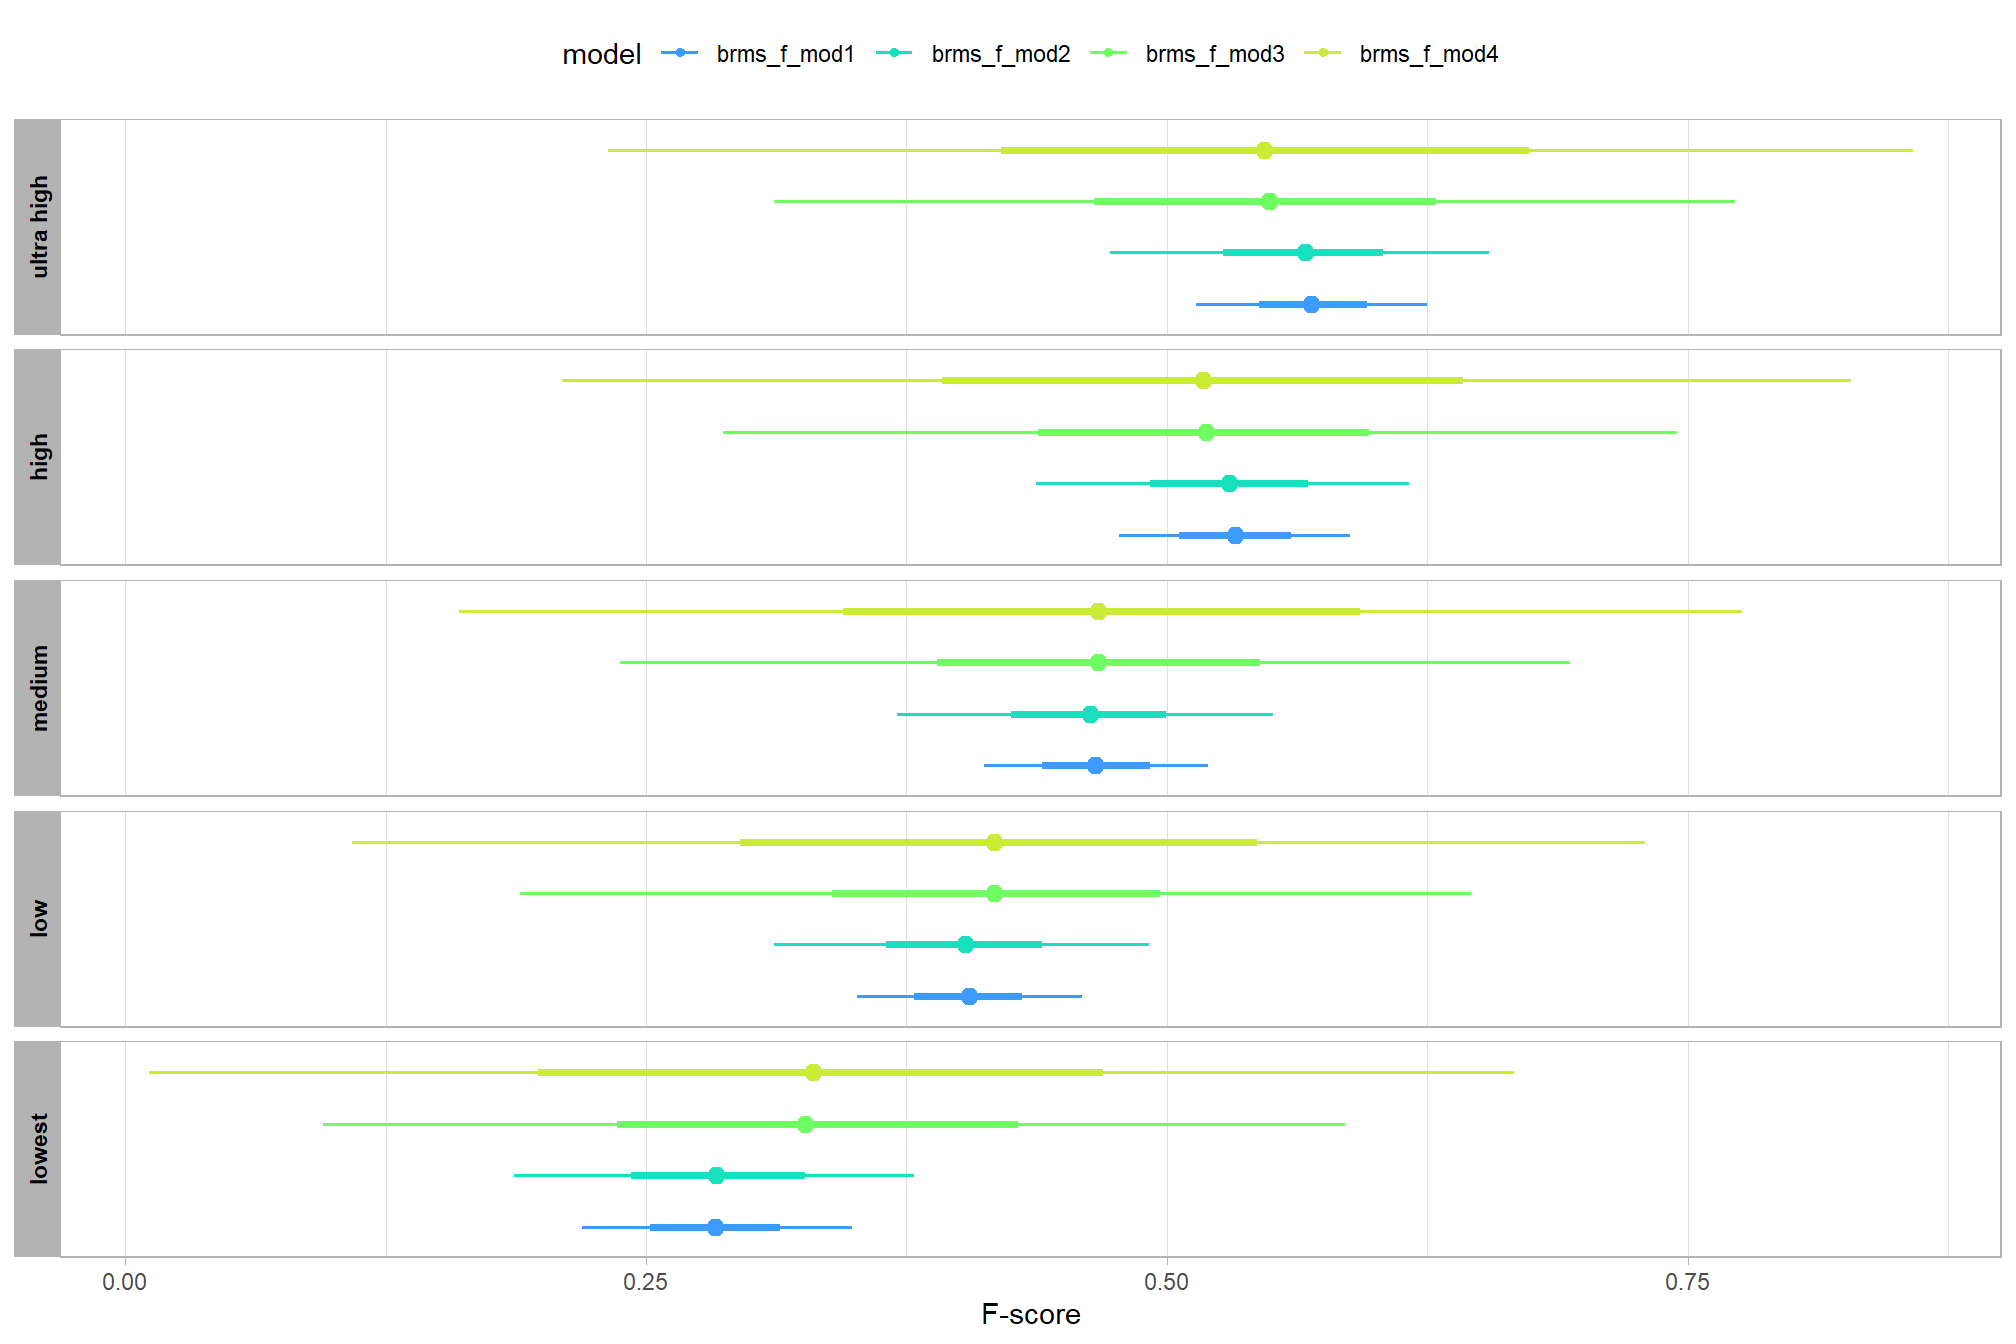 model brms_f_mod1 brms_f_mod2 brms_f_mod3 brms_f_mod4
ultra high
high
medium
low
lowest
0.00 0.25 0.50 0.75
F-score